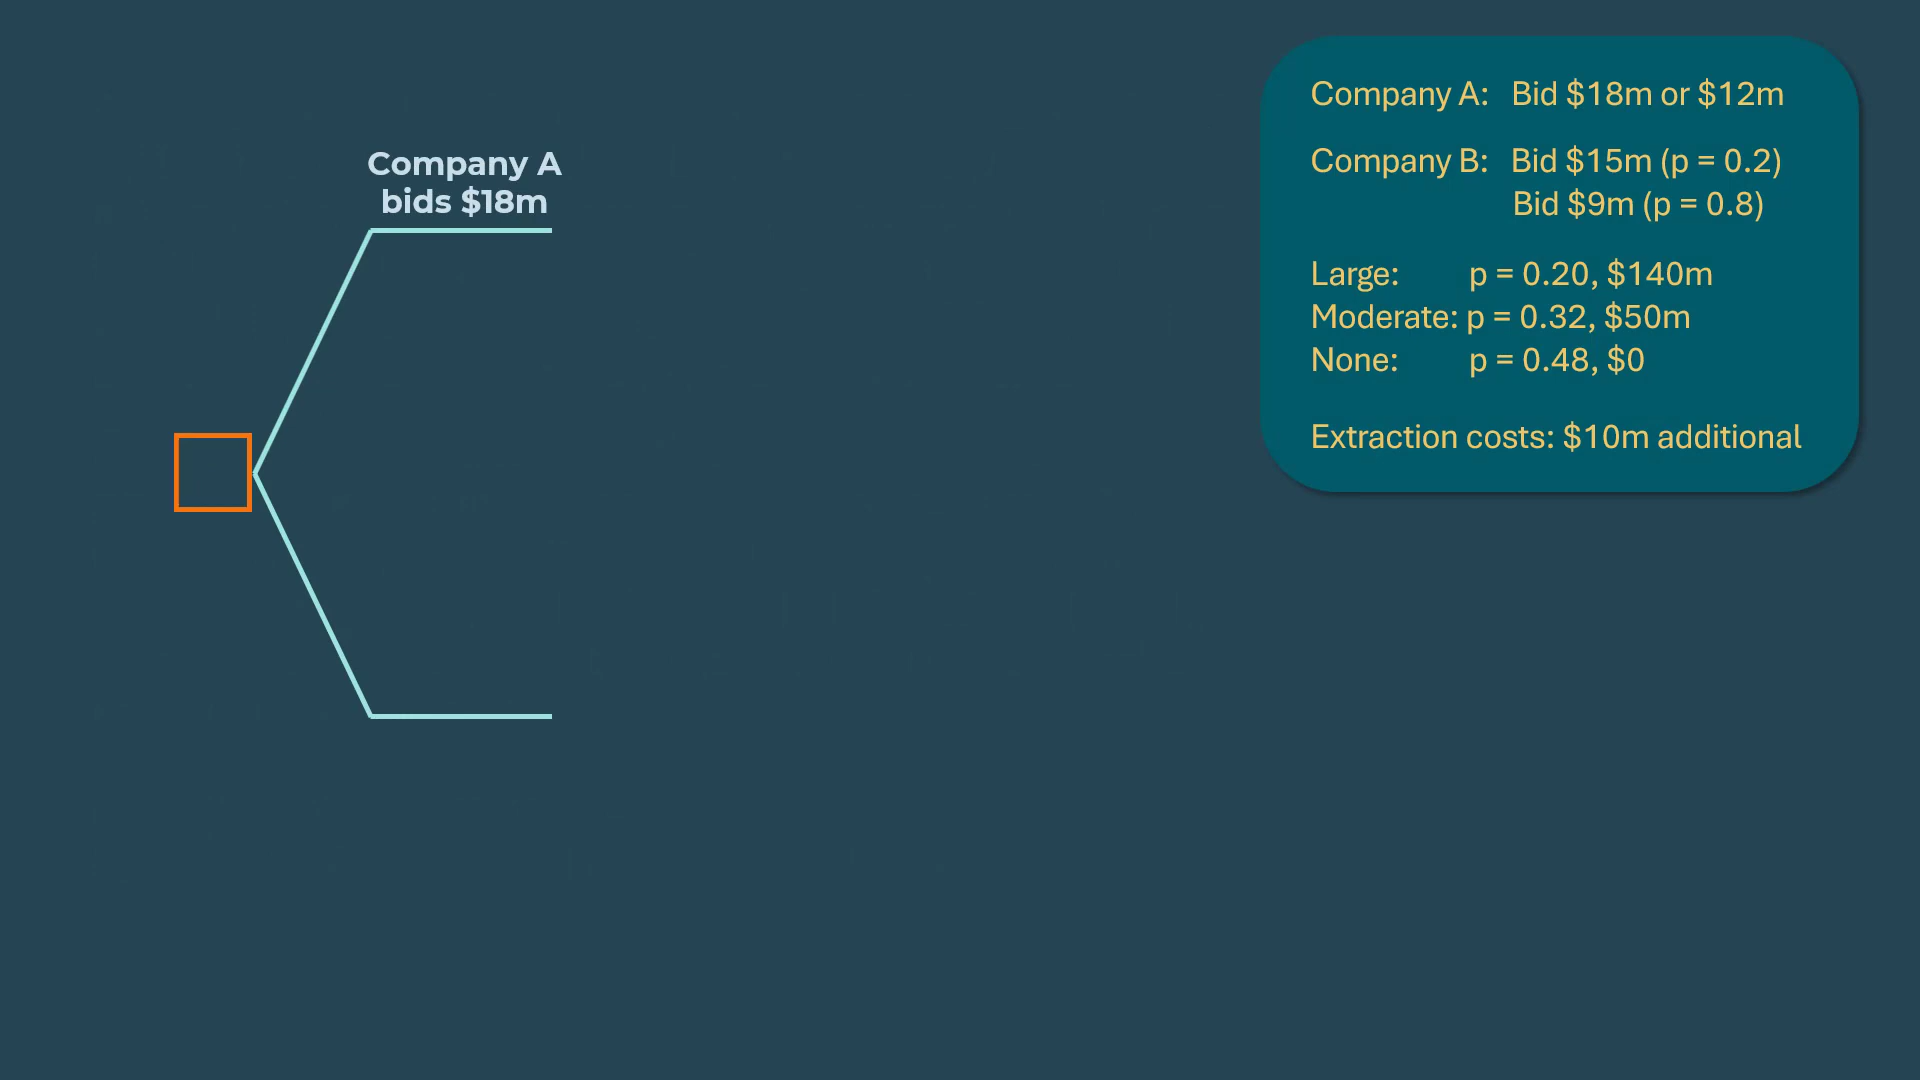 Company A
bids $18m
Company A: Bid $18m or $12m
Company B: Bid $15m (p = 0.2)
Bid $9m (p = 0.8)
Large: p = 0.20, $140m
Moderate: p = 0.32, $50m
None: p = 0.48, $0
Extraction costs: $10m additional